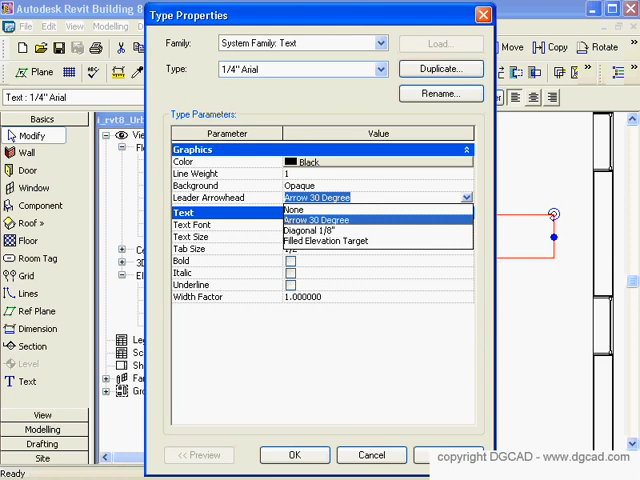 Autodesk Revit Building 8
Type Properties
File Edit View Modelling
Family: System Family: Text Load...
Type: 1/4" Arial Duplicate...
Rename...
Move Copy Rotate
Plane
Text : 1/4" Arial
Basics
Modify
Wall
Door
Window
Component
Roof »
Floor
Room Tag
Grid
Lines
Ref Plane
Dimension
Section
Level
Text
View
Modelling
Drafting
Site
Ready
i_rvt8_Urb
Type Parameters:
Parameter Value
Graphics
Color Black
Line Weight 1
Background Opaque
Leader Arrowhead Arrow 30 Degree
None
Arrow 30 Degree
Diagonal 1/8"
Filled Elevation Target
Text
Text Font
Text Size
Tab Size 1/2"
Bold
Italic
Underline
Width Factor 1.000000
<< Preview OK Cancel
copyright DGCAD - www.dgcad.com